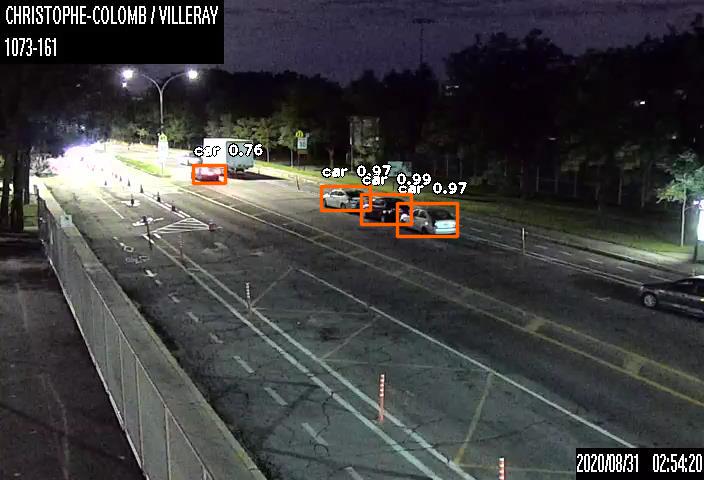 CHRISTOPHE-COLOMB / VILLERAY
1073-161
car 0.76
car 0.97
car 0.99
car 0.97
2020/08/31 02:54:20